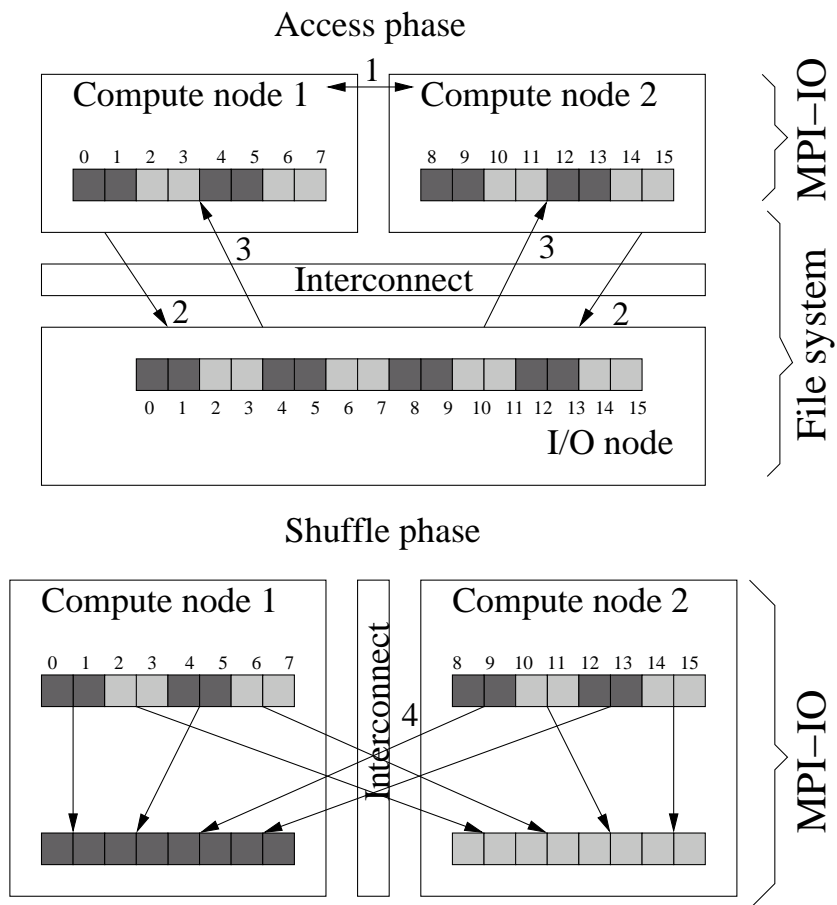 Access phase
1
Compute node 1
Compute node 2
0 1 2 3 4 5 6 7
8 9 10 11 12 13 14 15
MPI−IO
3
3
Interconnect
2
2
0 1 2 3 4 5 6 7 8 9 10 11 12 13 14 15
I/O node
File system
Shuffle phase
Compute node 1
Compute node 2
0 1 2 3 4 5 6 7
8 9 10 11 12 13 14 15
Interconnect
4
MPI−IO